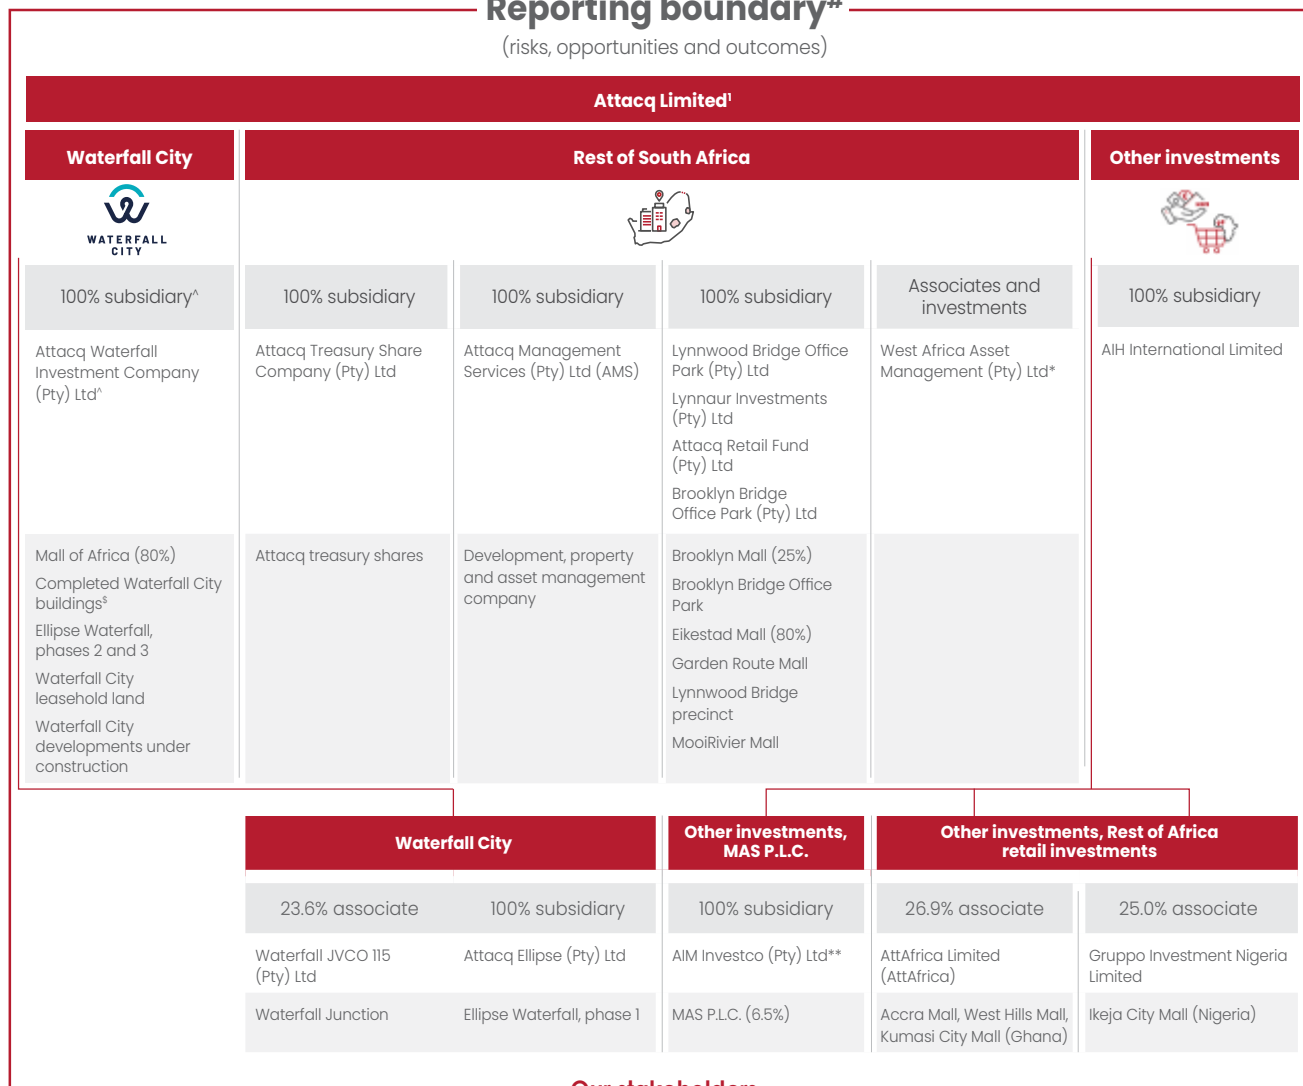 Reporting boundary#
(risks, opportunities and outcomes)
Attacq Limited¹
Waterfall City
Rest of South Africa
Other investments
WATERFALL
CITY
100% subsidiary^
Attacq Waterfall
Investment Company
(Pty) Ltd^
Mall of Africa (80%)
Completed Waterfall City
buildings$
Ellipse Waterfall,
phases 2 and 3
Waterfall City
leasehold land
Waterfall City
developments under
construction
100% subsidiary
Attacq Treasury Share
Company (Pty) Ltd
Attacq treasury shares
100% subsidiary
Attacq Management
Services (Pty) Ltd (AMS)
Development, property
and asset management
company
100% subsidiary
Lynnwood Bridge Office
Park (Pty) Ltd
Lynnaur Investments
(Pty) Ltd
Attacq Retail Fund
(Pty) Ltd
Brooklyn Bridge
Office Park (Pty) Ltd
Brooklyn Mall (25%)
Brooklyn Bridge Office
Park
Eikestad Mall (80%)
Garden Route Mall
Lynnwood Bridge
precinct
MooiRivier Mall
Associates and
investments
West Africa Asset
Management (Pty) Ltd*
100% subsidiary
AIH International Limited
Waterfall City
23.6% associate
Waterfall JVCO 115
(Pty) Ltd
Waterfall Junction
100% subsidiary
Attacq Ellipse (Pty) Ltd
Ellipse Waterfall, phase 1
Other investments,
MAS P.L.C.
100% subsidiary
AIM Investco (Pty) Ltd**
MAS P.L.C. (6.5%)
Other investments, Rest of Africa
retail investments
26.9% associate
AttAfrica Limited
(AttAfrica)
Accra Mall, West Hills Mall,
Kumasi City Mall (Ghana)
25.0% associate
Gruppo Investment Nigeria
Limited
Ikeja City Mall (Nigeria)
Our stakeholders